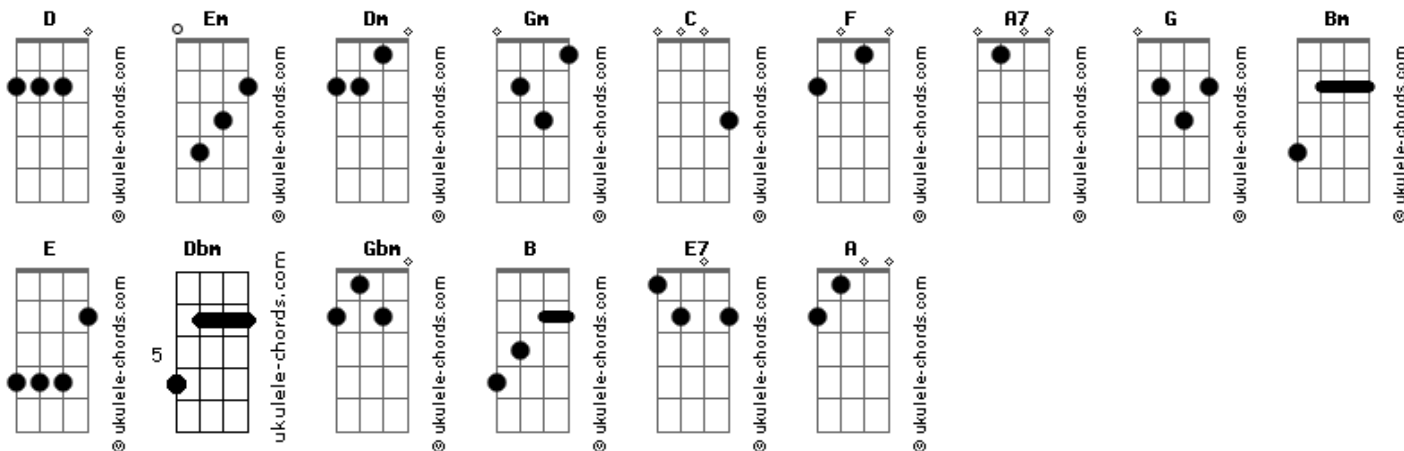 D Em Dm Gm C F A7 G Bm
© ukulele-chords.com © ukulele-chords.com © ukulele-chords.com © ukulele-chords.com © ukulele-chords.com © ukulele-chords.com © ukulele-chords.com © ukulele-chords.com © ukulele-chords.com
E Dbm Gbm B E7 A
5
© ukulele-chords.com ukulele-chords.com © ukulele-chords.com © ukulele-chords.com © ukulele-chords.com © ukulele-chords.com